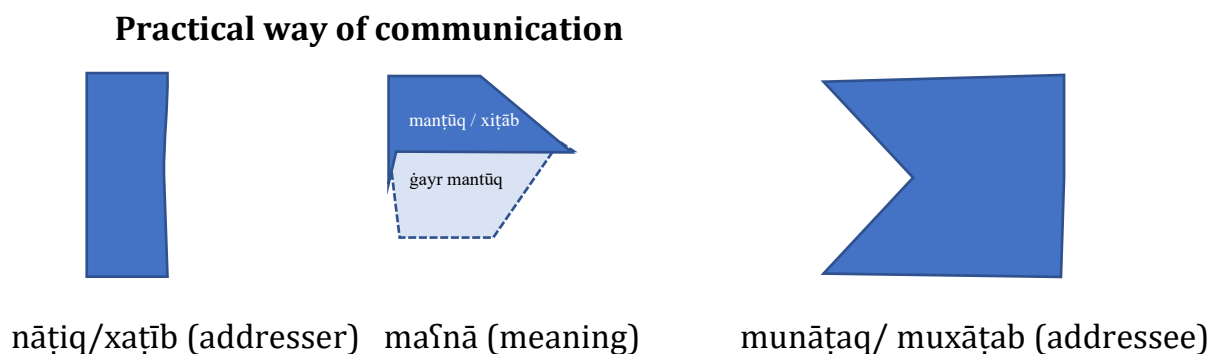 Practical way of communication
manṭūq / xiṭāb
ġayr mantūq
nāṭiq/xaṭīb (addresser) maʕnā (meaning) munāṭaq/ muxāṭab (addressee)